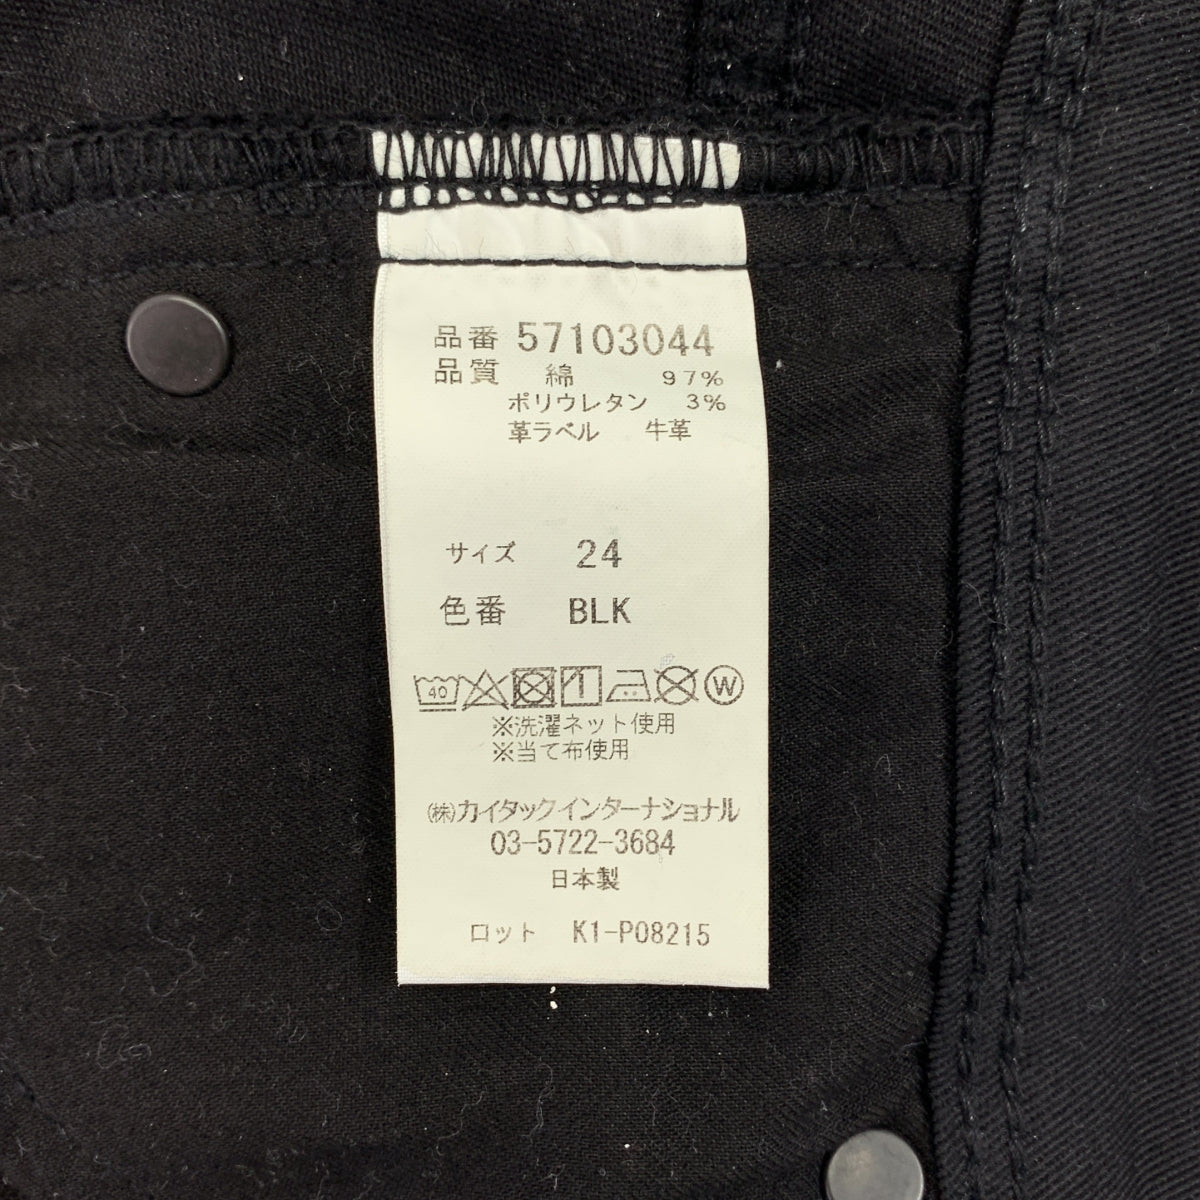 品番 57103044
品質 綿 97%
ポリウレタン 3%
革ラベル 牛革
サイズ 24
色番 BLK
40 W
※洗濯ネット使用
※当て布使用
㈱カイタックインターナショナル
03-5722-3684
日本製
ロット K1-P08215